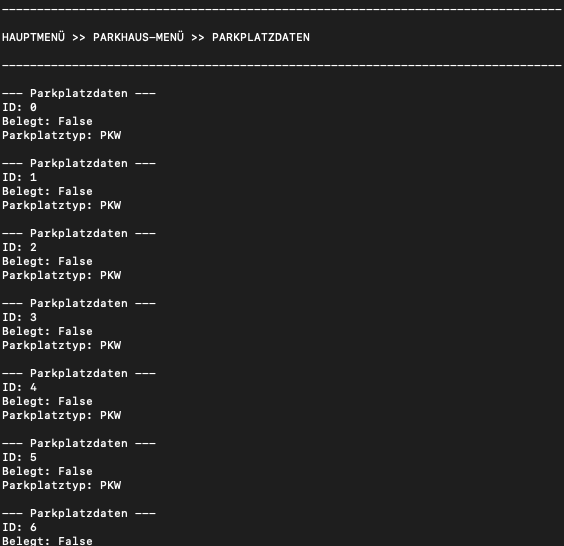 HAUPTMENÜ >> PARKHAUS-MENÜ >> PARKPLATZDATEN
--- Parkplatzdaten ---
ID: 0
Belegt: False
Parkplatztyp: PKW
--- Parkplatzdaten ---
ID: 1
Belegt: False
Parkplatztyp: PKW
--- Parkplatzdaten ---
ID: 2
Belegt: False
Parkplatztyp: PKW
--- Parkplatzdaten ---
ID: 3
Belegt: False
Parkplatztyp: PKW
--- Parkplatzdaten ---
ID: 4
Belegt: False
Parkplatztyp: PKW
--- Parkplatzdaten ---
ID: 5
Belegt: False
Parkplatztyp: PKW
--- Parkplatzdaten ---
ID: 6
Belegt: False